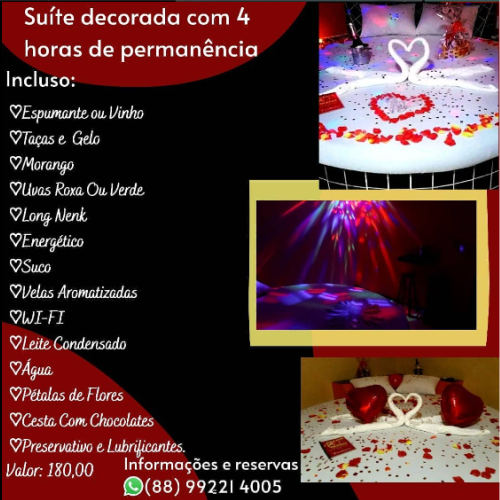 Suíte decorada com 4
horas de permanência
Incluso:
♡Espumante ou Vinho
♡Taças e Gelo
♡Morango
♡Uvas Roxa Ou Verde
♡Long Nenk
♡Energético
♡Suco
♡Velas Aromatizadas
♡WI-FI
♡Leite Condensado
♡Água
♡Pétalas de Flores
♡Cesta Com Chocolates
♡Preservativo e Lubrificantes.
Valor: 180,00
Informações e reservas
(88) 99221 4005